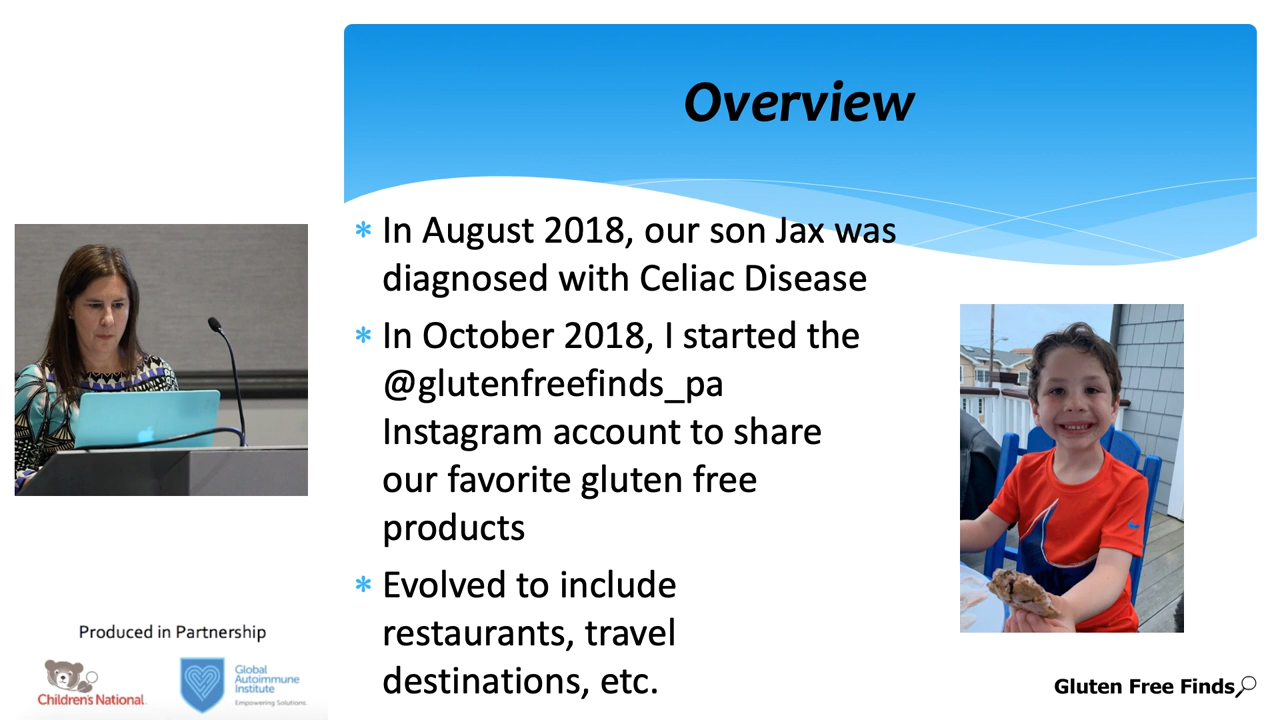 Overview
* In August 2018, our son Jax was
diagnosed with Celiac Disease
* In October 2018, I started the
@glutenfreefinds_pa
Instagram account to share
our favorite gluten free
products
* Evolved to include
restaurants, travel
destinations, etc.
Produced in Partnership
Children's National
Global
Autoimmune
Institute
Empowering Solutions.
Gluten Free Finds